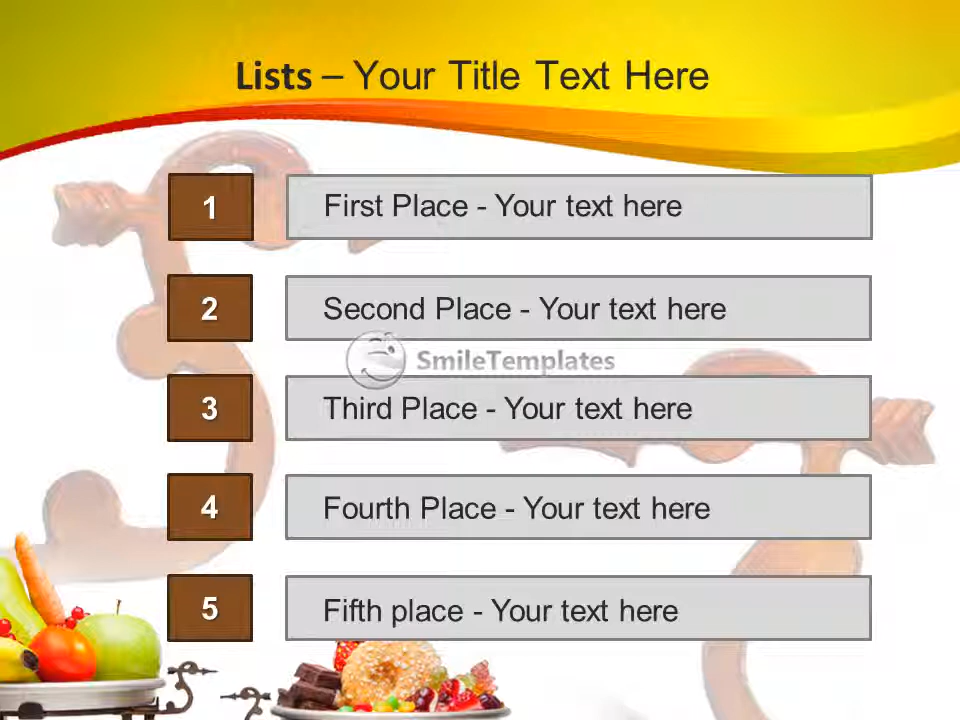 Lists – Your Title Text Here
1
First Place - Your text here
2
Second Place - Your text here
SmileTemplates
3
Third Place - Your text here
4
Fourth Place - Your text here
5
Fifth place - Your text here